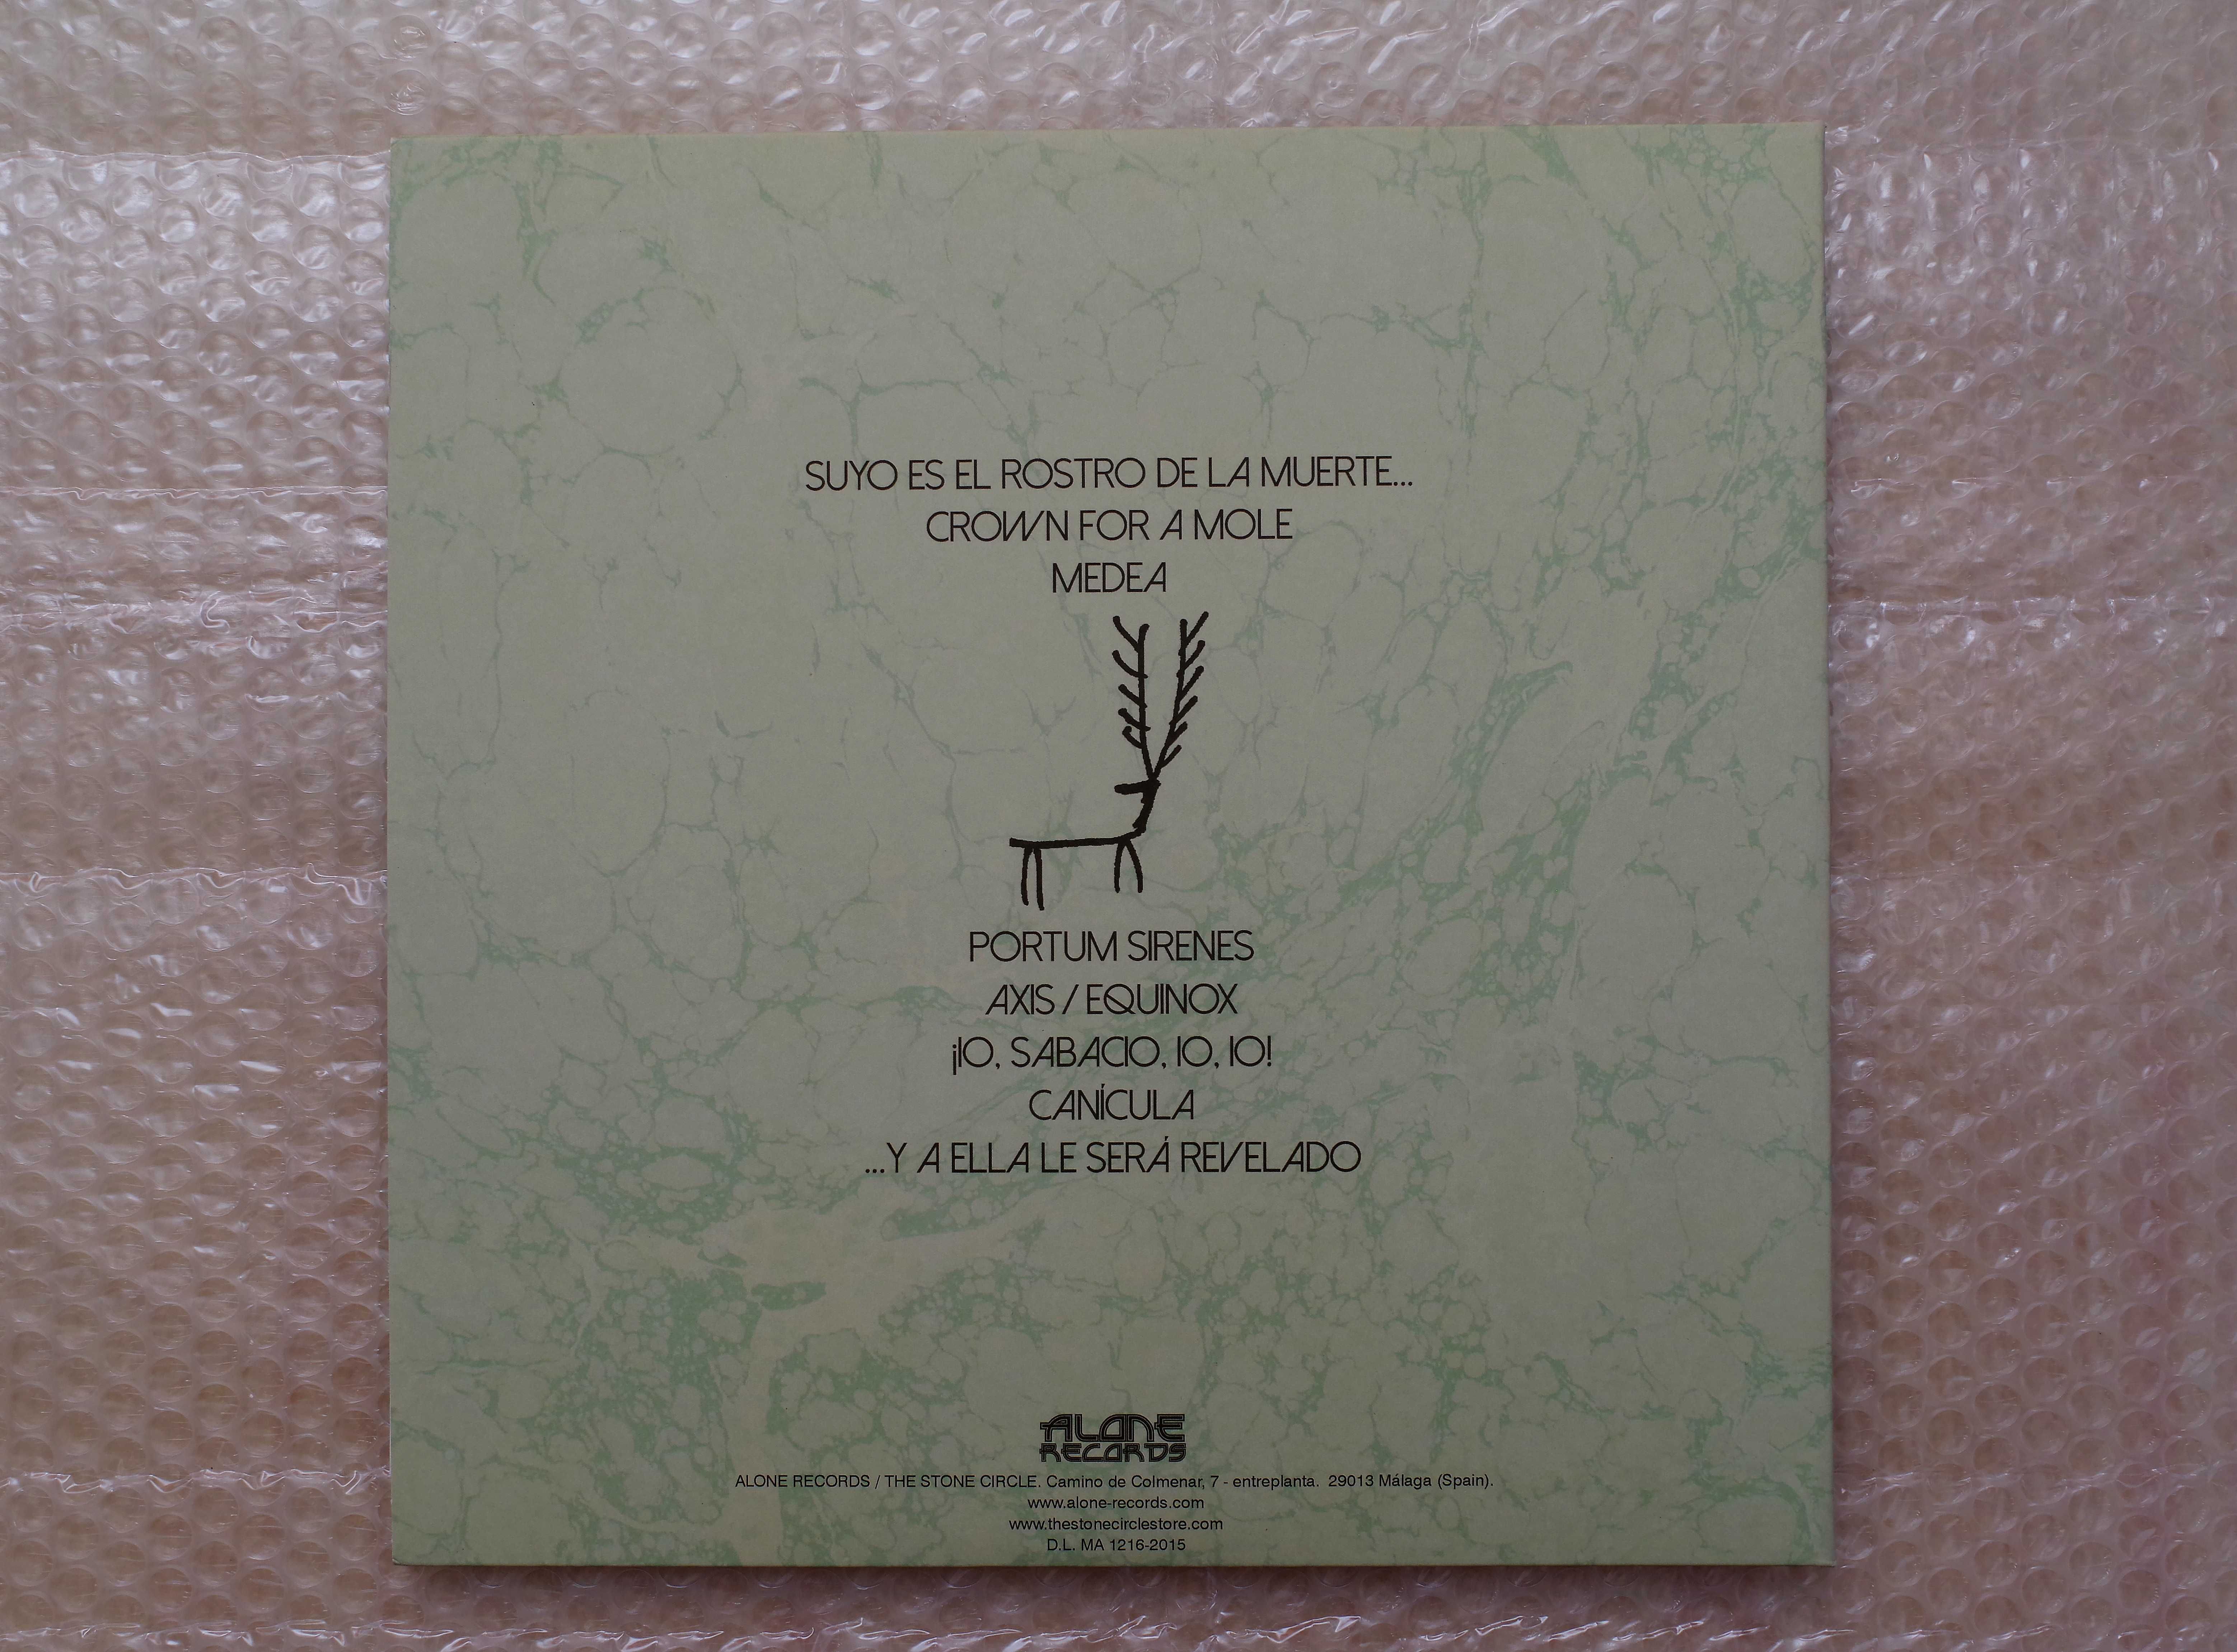 SUYO ES EL ROSTRO DE LA MUERTE...
CROWN FOR A MOLE
MEDEA
PORTUM SIRENES
AXIS / EQUINOX
¡IO, SABACIO, IO, IO!
CANÍCULA
...Y A ELLA LE SERÁ REVELADO
ALONE
RECORDS
ALONE RECORDS / THE STONE CIRCLE. Camino de Colmenar, 7 - entreplanta. 29013 Málaga (Spain).
www.alone-records.com
www.thestonecirclestore.com
D.L. MA 1216-2015